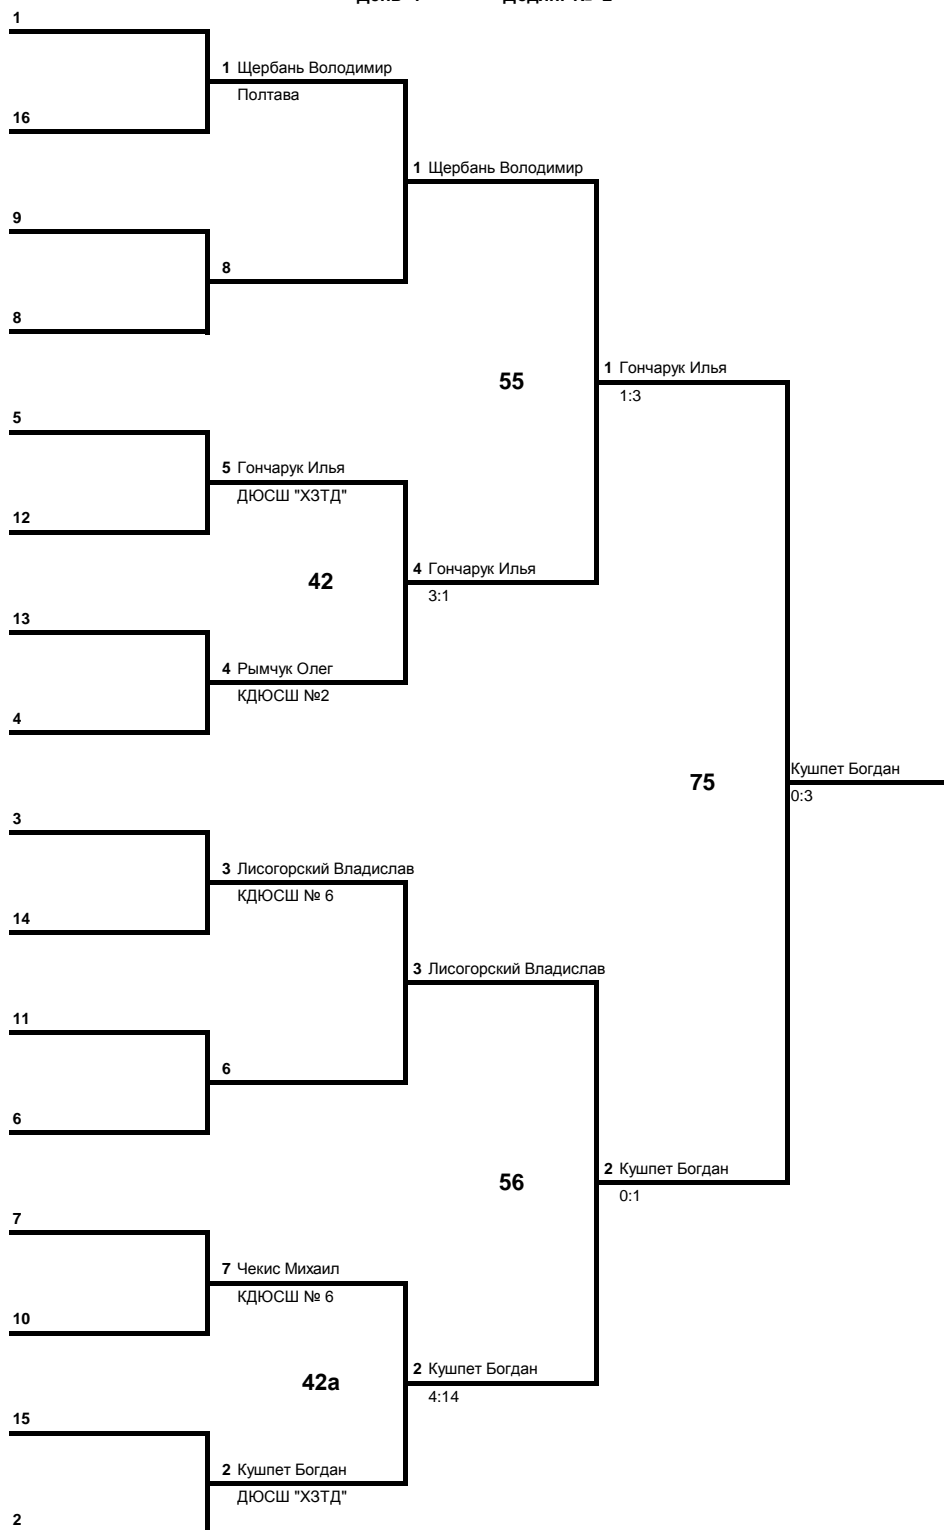 1
1 Щербань Володимир
Полтава
16
1 Щербань Володимир
9
8
8
55
1 Гончарук Илья
1:3
5
5 Гончарук Илья
ДЮСШ "ХЗТД"
12
42
4 Гончарук Илья
3:1
13
4 Рымчук Олег
КДЮСШ №2
4
75
Кушпет Богдан
0:3
3
3 Лисогорский Владислав
КДЮСШ № 6
14
3 Лисогорский Владислав
11
6
6
56
2 Кушпет Богдан
0:1
7
7 Чекис Михаил
КДЮСШ № 6
10
42а
2 Кушпет Богдан
4:14
15
2 Кушпет Богдан
ДЮСШ "ХЗТД"
2